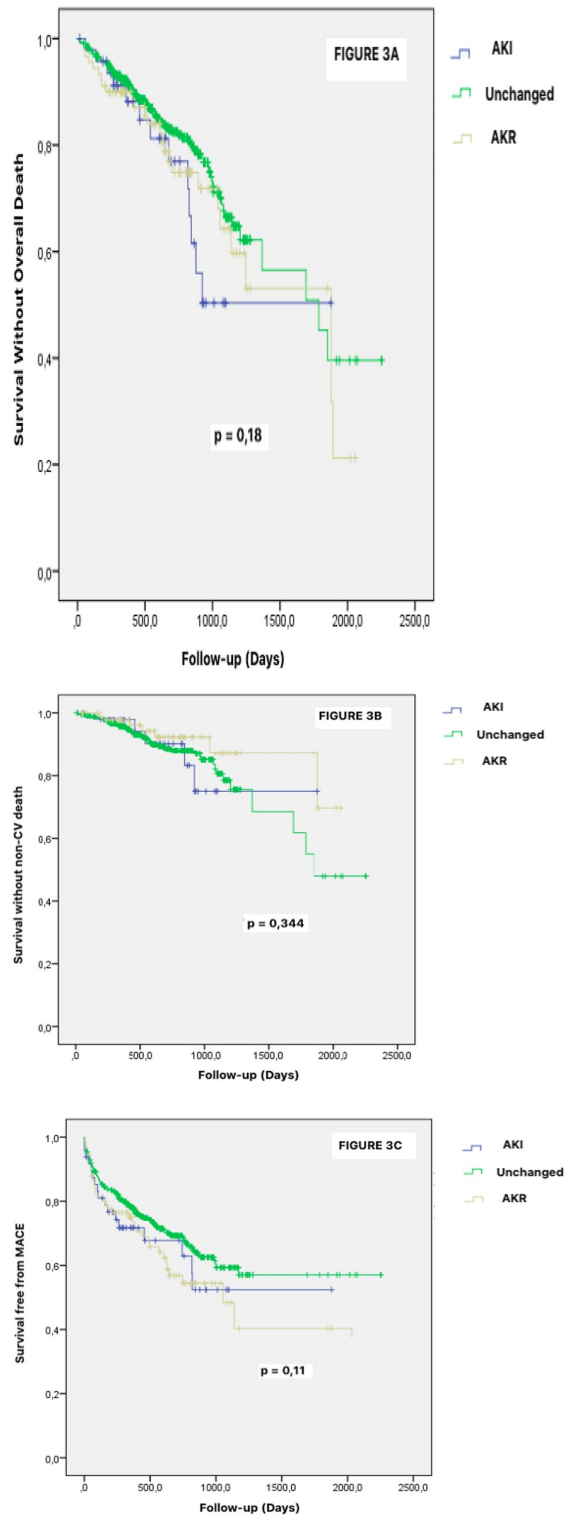 FIGURE 3A
AKI
Unchanged
AKR
Survival Without Overall Death
1,0
0,8
0,6
0,4
0,2
0,0
p = 0,18
,0 500,0 1000,0 1500,0 2000,0 2500,0
Follow-up (Days)
FIGURE 3B
AKI
Unchanged
AKR
Survival without non-CV death
1,0
0,8
0,6
0,4
0,2
0,0
p = 0,344
,0 500,0 1000,0 1500,0 2000,0 2500,0
Follow-up (Days)
FIGURE 3C
AKI
Unchanged
AKR
Survival free from MACE
1,0
0,8
0,6
0,4
0,2
0,0
p = 0,11
,0 500,0 1000,0 1500,0 2000,0 2500,0
Follow-up (Days)